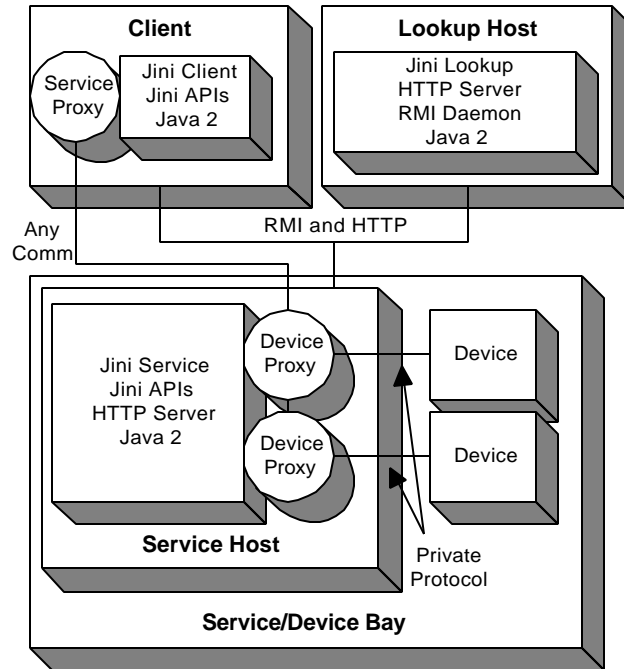 Client
Service
Proxy
Jini Client
Jini APIs
Java 2
Lookup Host
Jini Lookup
HTTP Server
RMI Daemon
Java 2
Any
Comm
RMI and HTTP
Jini Service
Jini APIs
HTTP Server
Java 2
Device
Proxy
Device
Device
Proxy
Device
Service Host
Private
Protocol
Service/Device Bay